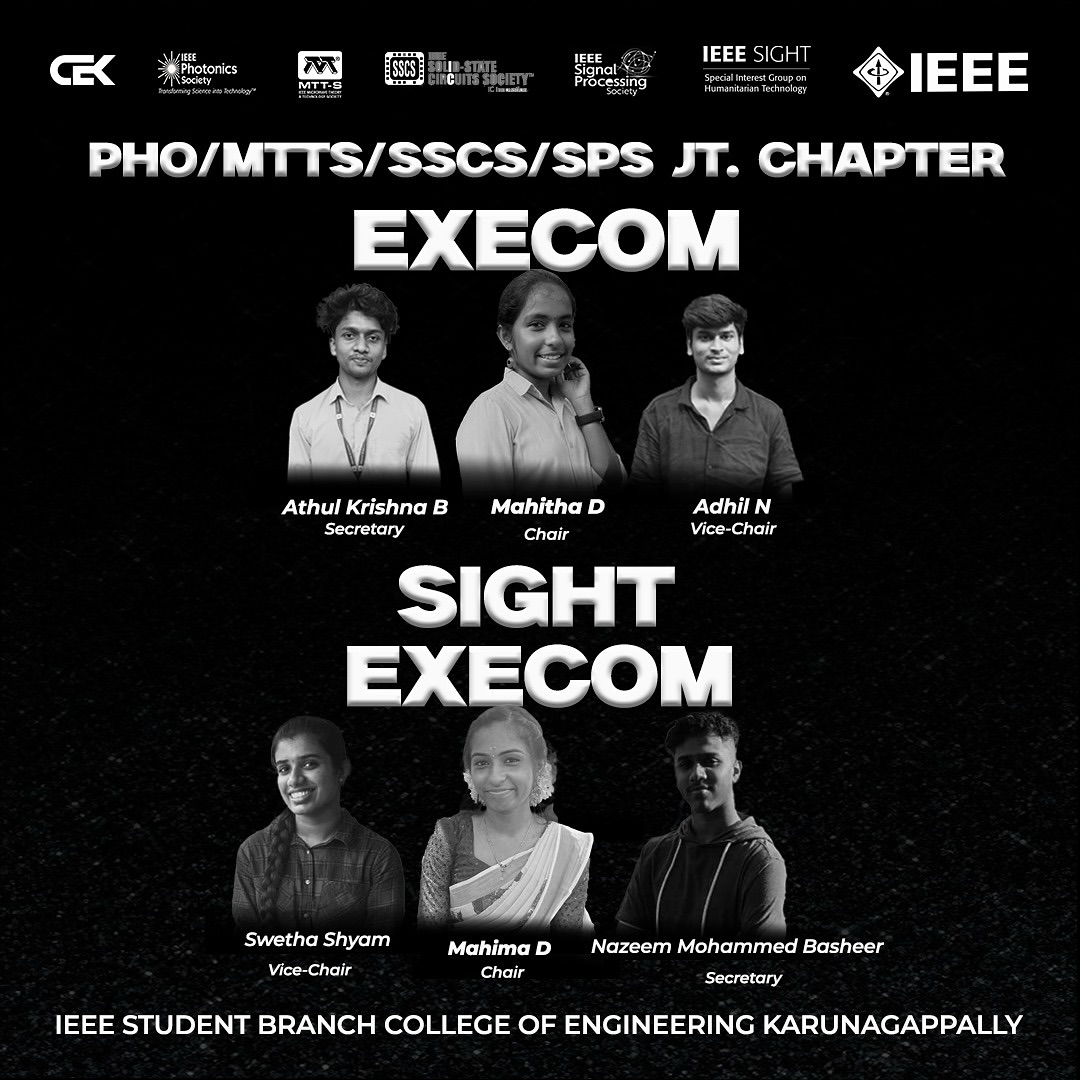 CEK
IEEE
Photonics
Society
Transforming Science into Technology™
MTT-S
IEEE MICROWAVE THEORY
& TECHNOLOGY SOCIETY
SSCS
IEEE
SOLID-STATE
CIRCUITS SOCIETY™
IEEE
Signal
Processing
Society
IEEE SIGHT
Special Interest Group on
Humanitarian Technology
IEEE
PHO/MTTS/SSCS/SPS JT. CHAPTER
EXECOM
Athul Krishna B
Secretary
Mahitha D
Chair
Adhil N
Vice-Chair
SIGHT
EXECOM
Swetha Shyam
Vice-Chair
Mahima D
Chair
Nazeem Mohammed Basheer
Secretary
IEEE STUDENT BRANCH COLLEGE OF ENGINEERING KARUNAGAPPALLY